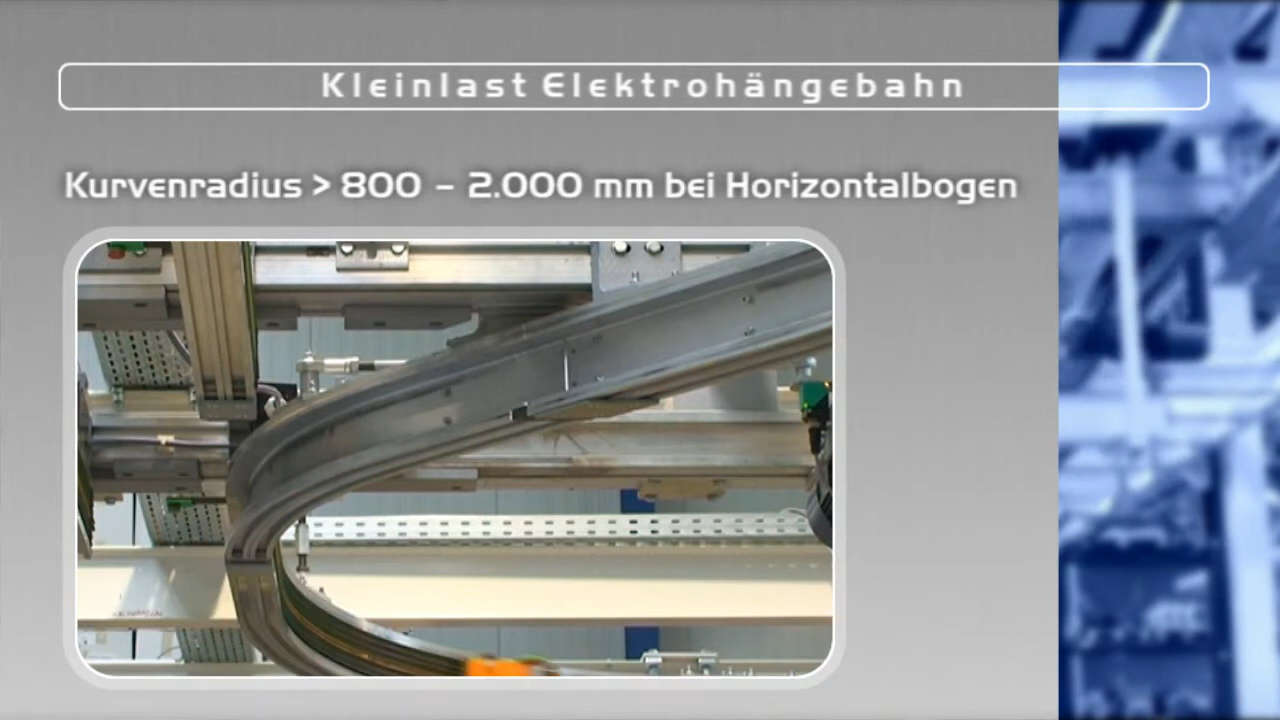 Kleinlast Elektrohängebahn
Kurvenradius > 800 – 2.000 mm bei Horizontalbogen